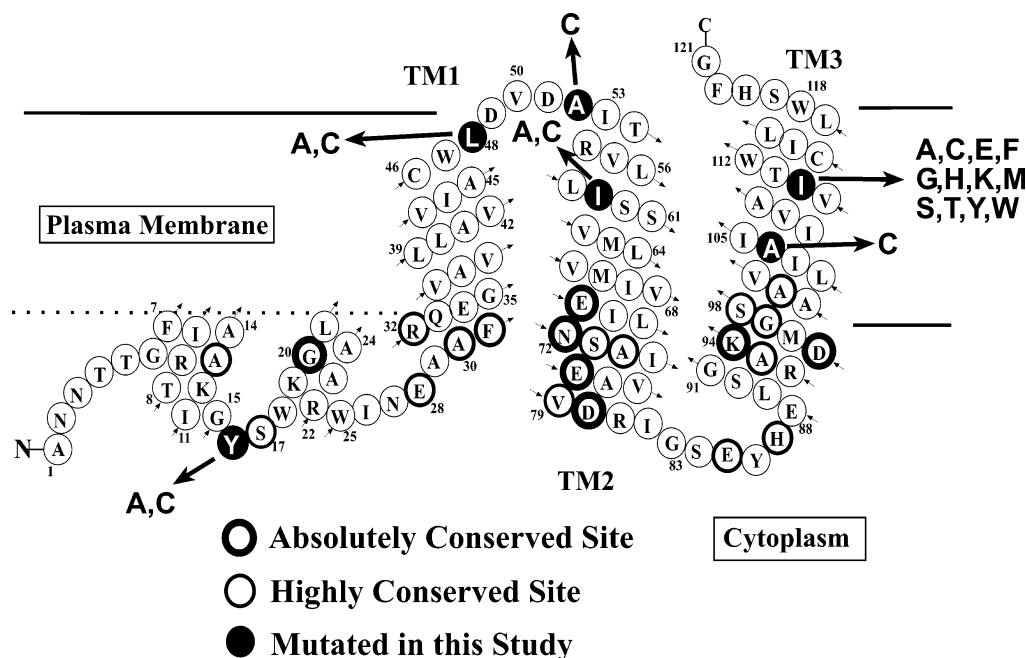 C
C
121
G
TM3
F H S W L
118
TM1
50
D V D A I T
53
A,C
L
48
A,C
R V L
56
L I C
112
W T I V
A,C,E,F
G,H,K,M
S,T,Y,W
46
C W
V I A
45
L I S S
61
Plasma Membrane
39
L L A V
42
V M L
64
A V I
105
I A
C
V A V
V M I V
68
I L
V A A
7
F I A
14
L
32
R Q E G
35
E I L
98
S G M D
T G R A
20
G A
24
A A F
30
72
N S A I
94
K A R
N N T T
8
T K
K A
E
28
E A V
91
G S L E
88
I G
15
11
W R W I N
22
25
79
V D R I G S E Y H
83
N
A
1
Y S
17
A,C
TM2
Absolutely Conserved Site
Cytoplasm
Highly Conserved Site
Mutated in this Study